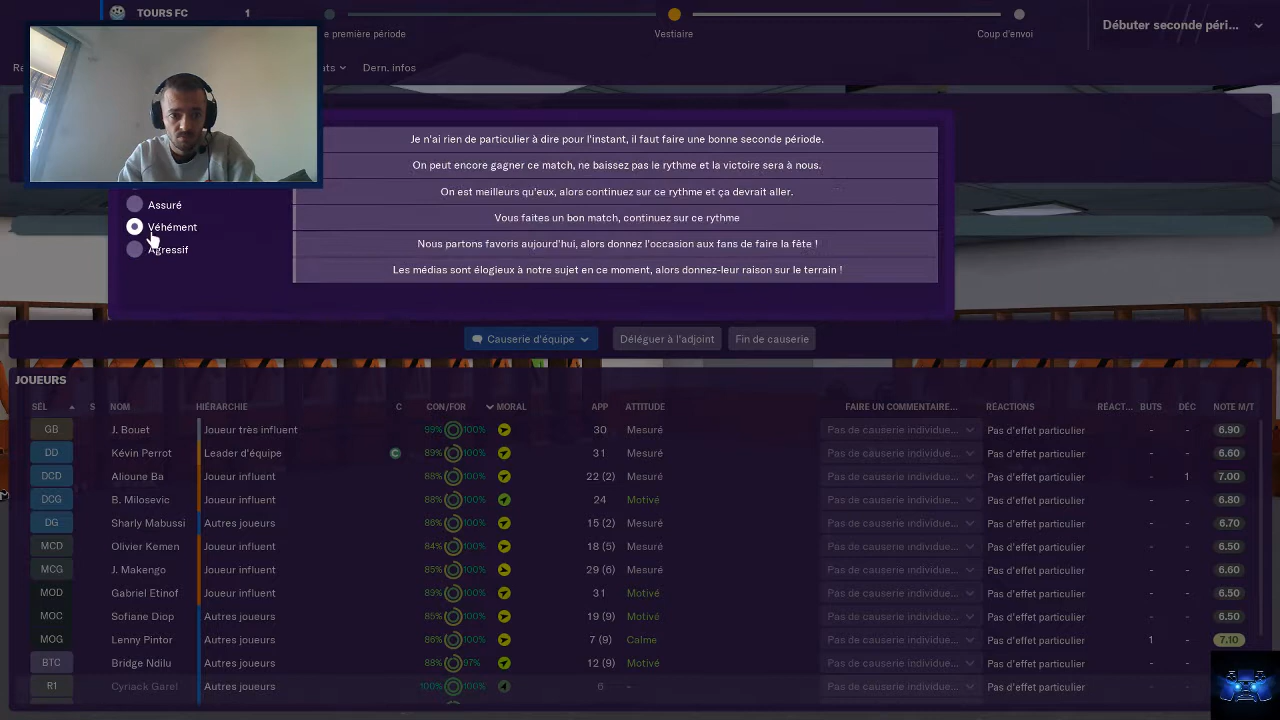 TOURS FC 1
e première période
Vestiaire
Coup d'envoi
Débuter seconde péri...
Dern. infos
Je n'ai rien de particulier à dire pour l'instant, il faut faire une bonne seconde période.
On peut encore gagner ce match, ne baissez pas le rythme et la victoire sera à nous.
On est meilleurs qu'eux, alors continuez sur ce rythme et ça devrait aller.
Vous faites un bon match, continuez sur ce rythme
Nous partons favoris aujourd'hui, alors donnez l'occasion aux fans de faire la fête !
Les médias sont élogieux à notre sujet en ce moment, alors donnez-leur raison sur le terrain !
Assuré
Véhément
Agressif
Causerie d'équipe
Déléguer à l'adjoint
Fin de causerie
JOUEURS
SÉL S NOM HIÉRARCHIE C CON/FOR MORAL APP ATTITUDE FAIRE UN COMMENTAIRE... RÉACTIONS RÉACT... BUTS DÉC NOTE M/T
GB J. Bouet Joueur très influent 99% 100% 30 Mesuré Pas de causerie individue... Pas d'effet particulier - - 6.90
DD Kévin Perrot Leader d'équipe C 89% 100% 31 Mesuré Pas de causerie individue... Pas d'effet particulier - - 6.60
DCD Alioune Ba Joueur influent 88% 100% 22 (2) Mesuré Pas de causerie individue... Pas d'effet particulier - 1 7.00
DCG B. Milosevic Joueur influent 88% 100% 24 Motivé Pas de causerie individue... Pas d'effet particulier - - 6.80
DG Sharly Mabussi Autres joueurs 86% 100% 15 (2) Mesuré Pas de causerie individue... Pas d'effet particulier - - 6.70
MCD Olivier Kemen Joueur influent 84% 100% 18 (5) Mesuré Pas de causerie individue... Pas d'effet particulier - - 6.50
MCG J. Makengo Joueur influent 85% 100% 29 (6) Mesuré Pas de causerie individue... Pas d'effet particulier - - 6.60
MOD Gabriel Etinof Joueur influent 89% 100% 31 Motivé Pas de causerie individue... Pas d'effet particulier - - 6.50
MOC Sofiane Diop Autres joueurs 85% 100% 19 (9) Motivé Pas de causerie individue... Pas d'effet particulier - - 6.50
MOG Lenny Pintor Autres joueurs 86% 100% 7 (9) Calme Pas de causerie individue... Pas d'effet particulier 1 - 7.10
BTC Bridge Ndilu Autres joueurs 88% 97% 12 (9) Motivé Pas de causerie individue... Pas d'effet particulier - - 6.50
R1 Cyriack Garel Autres joueurs 100% 100% 6 - Pas de causerie individue... Pas d'effet particulier - -